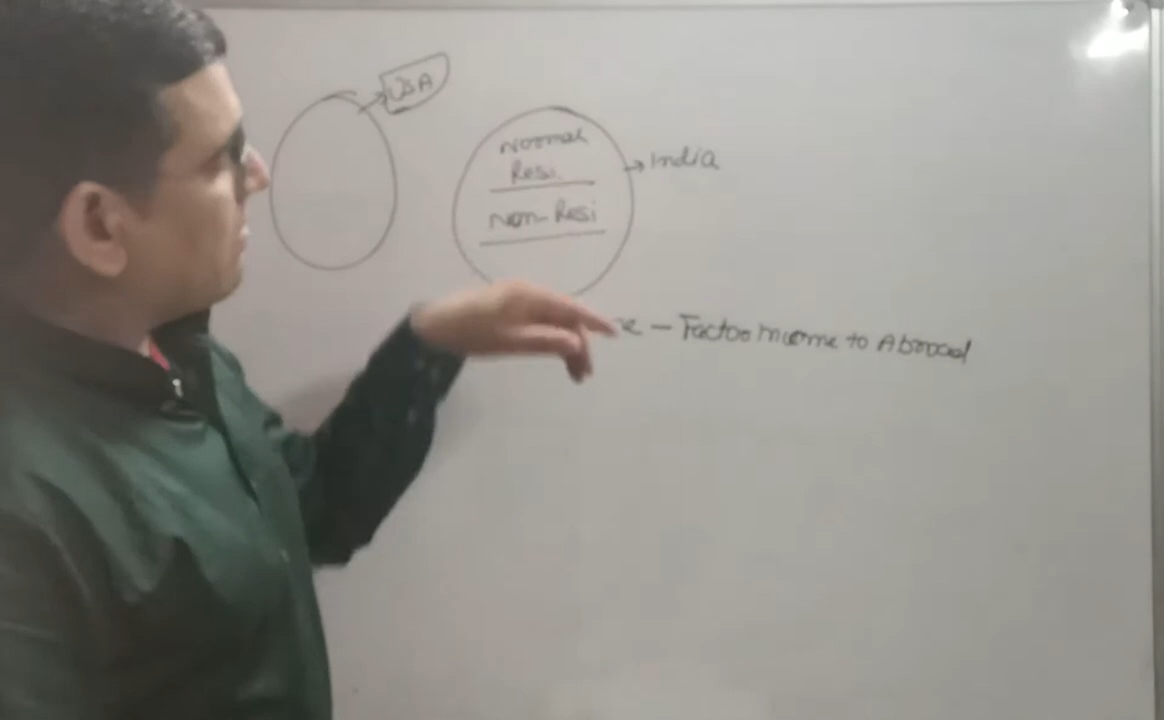 USA
Normal
Resi.
India
Non-Resi
– Factor Income to Abroad